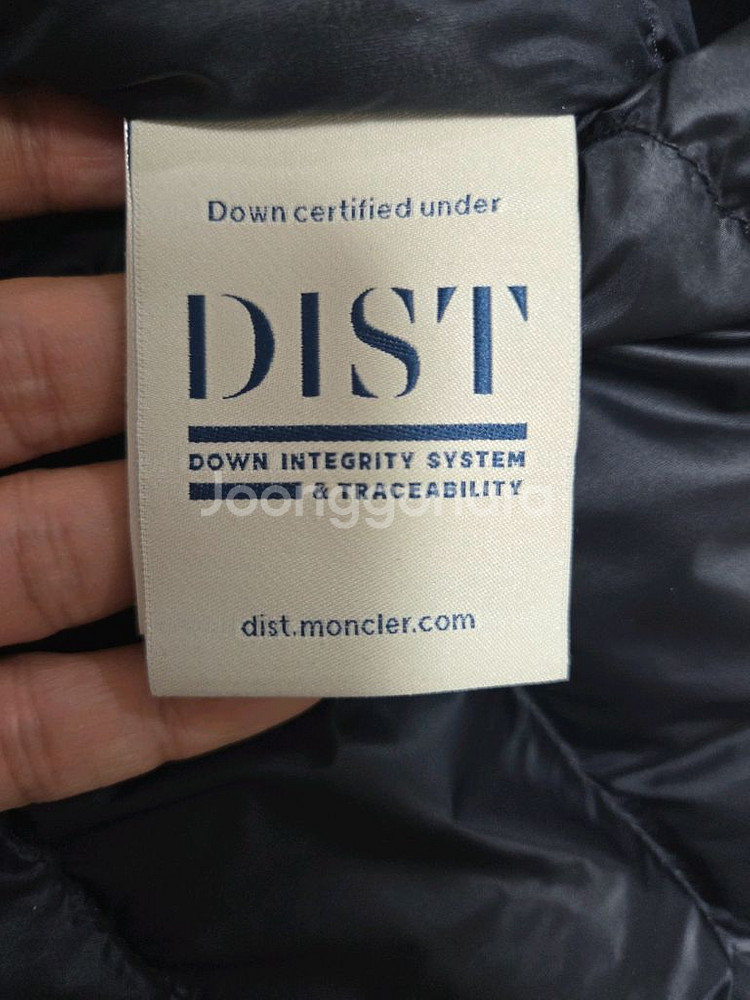 Down certified under
DIST
DOWN INTEGRITY SYSTEM
& TRACEABILITY
Joonggonara
dist.moncler.com